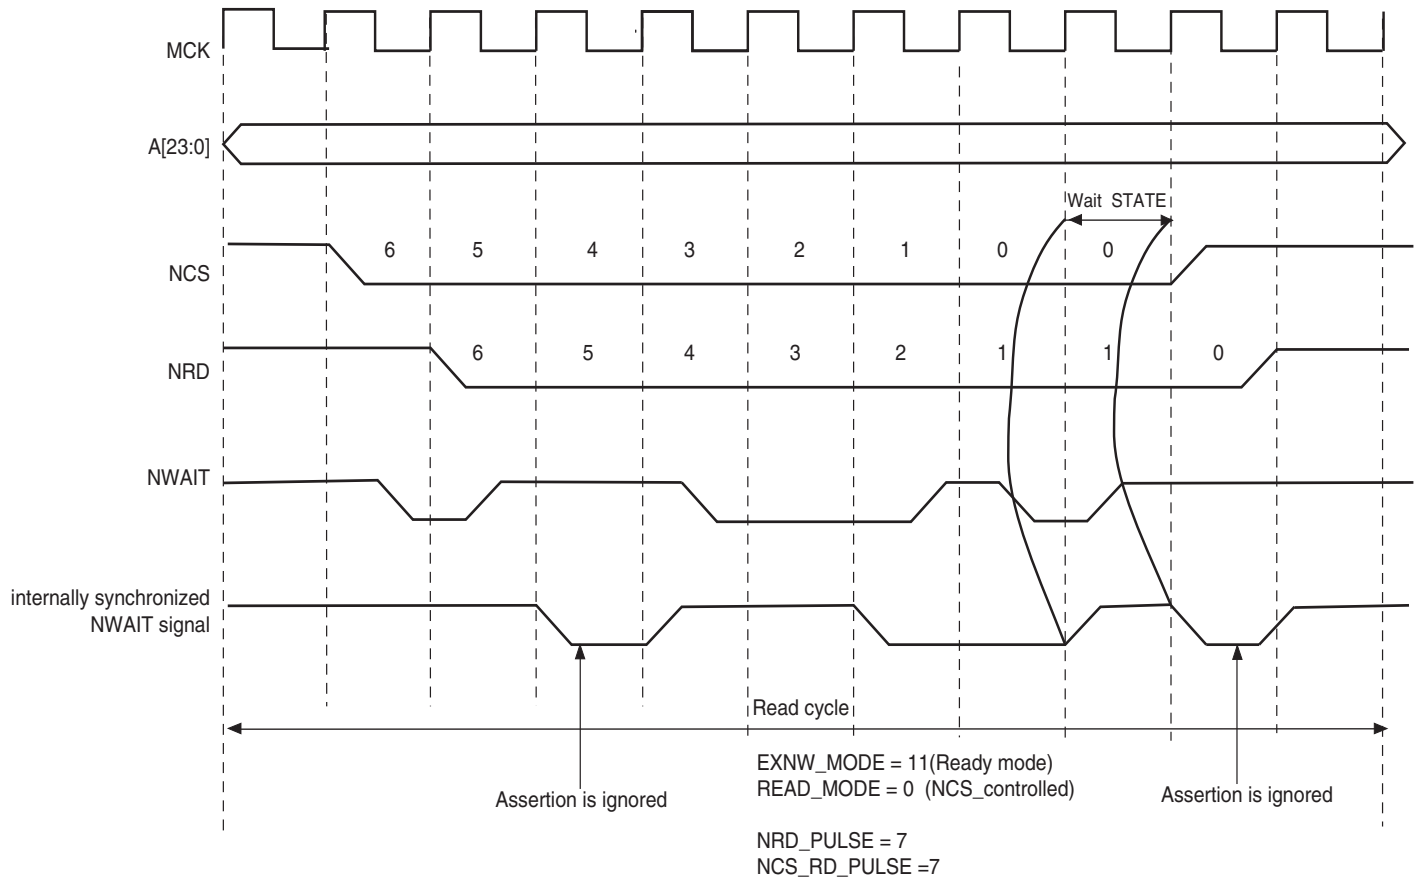 MCK
A[23:0]
Wait STATE
NCS
6 5 4 3 2 1 0 0
NRD
6 5 4 3 2 1 1 0
NWAIT
internally synchronized
NWAIT signal
Read cycle
EXNW_MODE = 11(Ready mode)
READ_MODE = 0 (NCS_controlled)
Assertion is ignored
Assertion is ignored
NRD_PULSE = 7
NCS_RD_PULSE =7